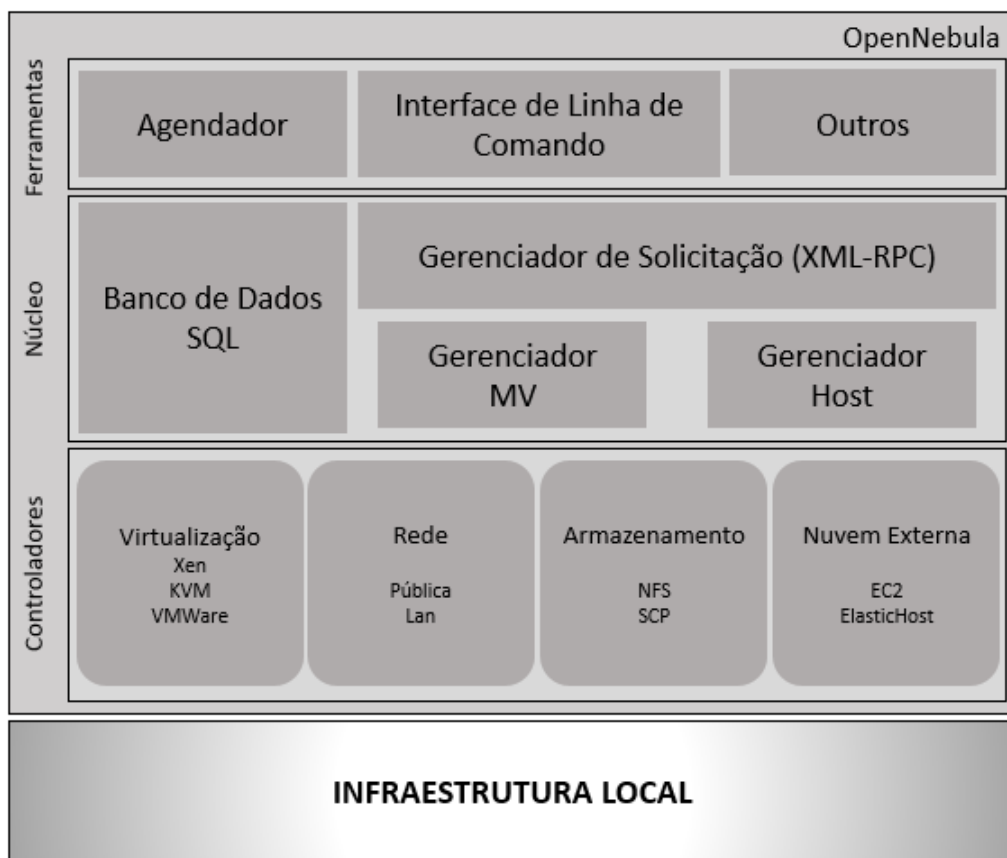 OpenNebula
Ferramentas
Agendador
Interface de Linha de
Comando
Outros
Núcleo
Banco de Dados
SQL
Gerenciador de Solicitação (XML-RPC)
Gerenciador
MV
Gerenciador
Host
Controladores
Virtualização
Xen
KVM
VMWare
Rede
Pública
Lan
Armazenamento
NFS
SCP
Nuvem Externa
EC2
ElasticHost
INFRAESTRUTURA LOCAL